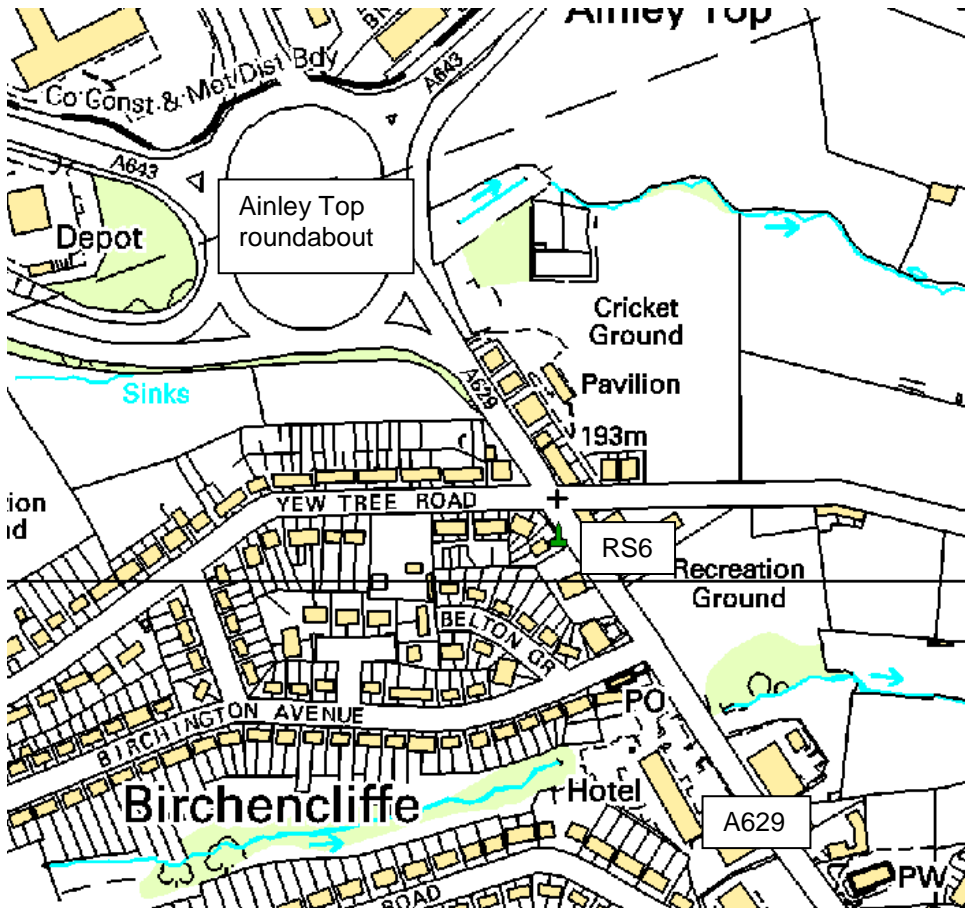 Ainley Top
Co Const & Met Dist Bdy
A643
A643
Ainley Top
roundabout
Depot
Cricket
Ground
Sinks
A629
Pavilion
193m
YEW TREE ROAD
RS6
Recreation
Ground
BELTON GR
PO
BIRCHINGTON AVENUE
Birchencliffe
Hotel
A629
PW
ROAD